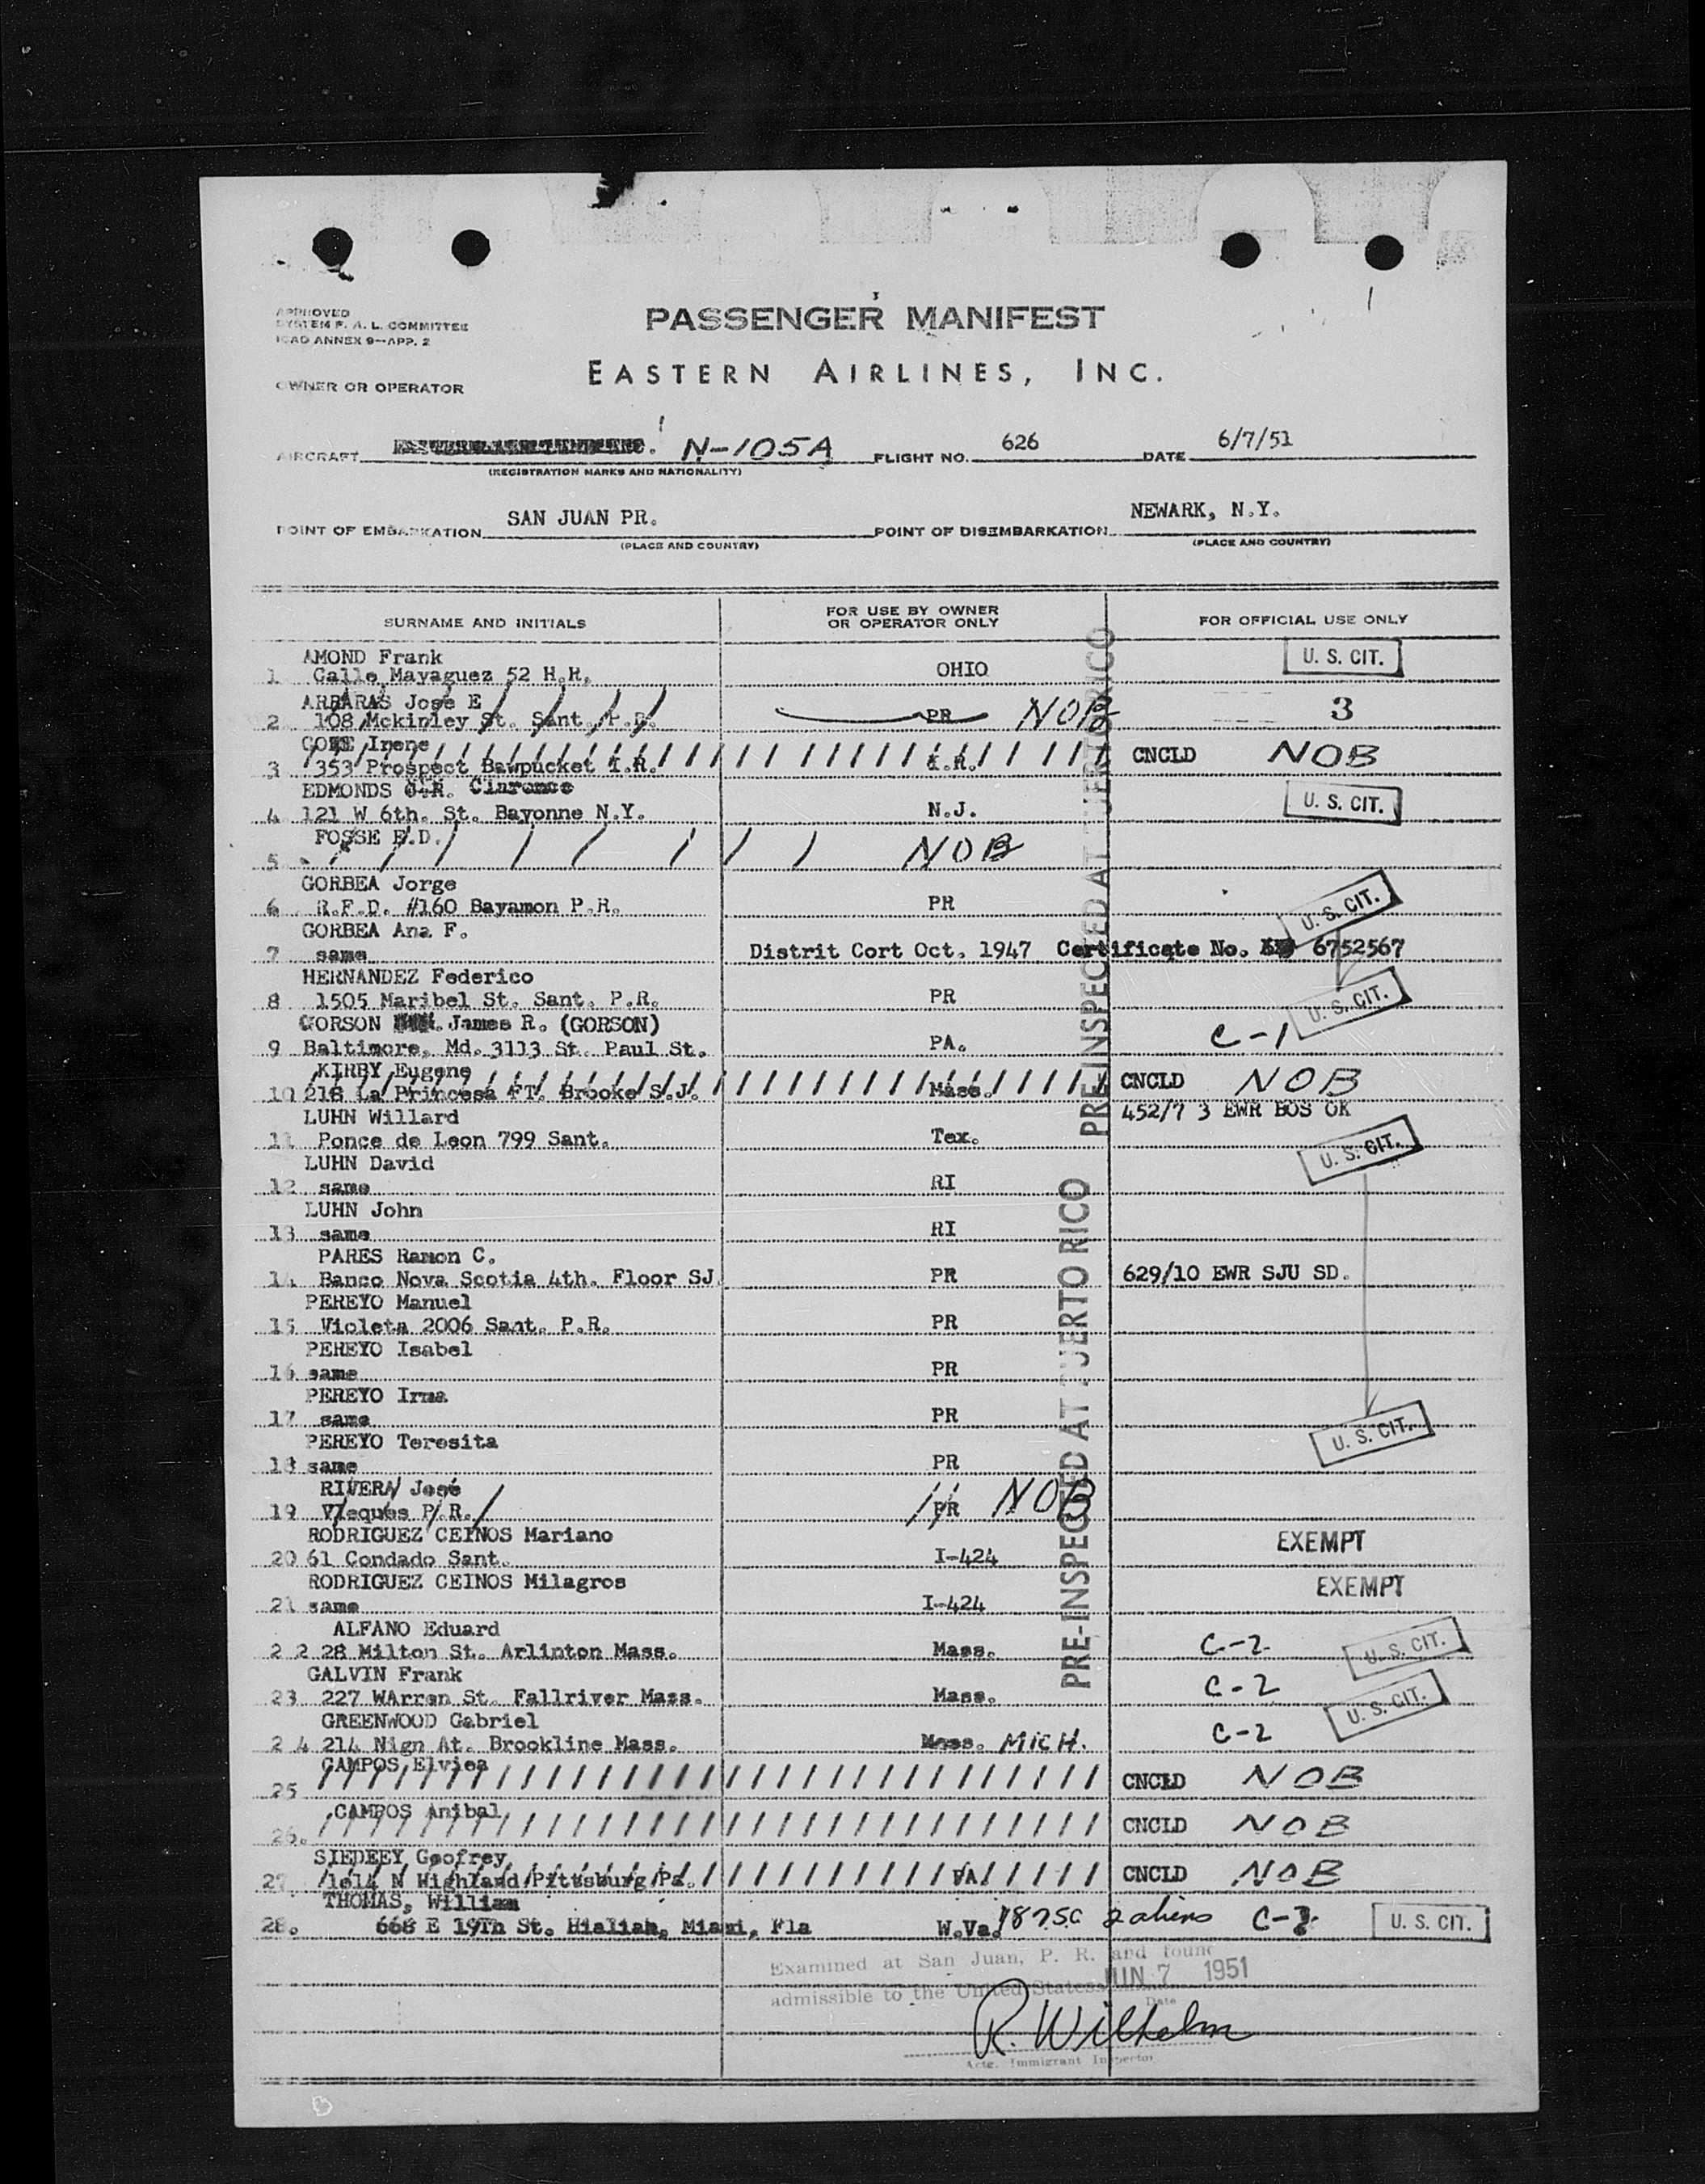 APPROVED
SYSTEM F. A. L. COMMITTEE
ICAO ANNEX 9—APP. 2
PASSENGER MANIFEST
EASTERN AIRLINES, INC.
OWNER OR OPERATOR
AIRCRAFT N-105A FLIGHT NO. 626 DATE 6/7/51
(REGISTRATION MARKS AND NATIONALITY)
POINT OF EMBARKATION SAN JUAN PR. POINT OF DISEMBARKATION NEWARK, N.Y.
(PLACE AND COUNTRY) (PLACE AND COUNTRY)
SURNAME AND INITIALS FOR USE BY OWNER OR OPERATOR ONLY FOR OFFICIAL USE ONLY
AMOND Frank U. S. CIT.
1 Calle Mayaguez 52 H.R. OHIO
ARBARAS Jose E
2 108 Mckinley St. Sant. P.R. PR NOB 3
Irene
3 353 Prospect Bawpucket I.R. I.R. CNCLD NOB
EDMONDS Clarence
4 121 W 6th. St. Bayonne N.Y. N.J. U. S. CIT.
FOSSE E.D.
5 NOB
GORBEA Jorge
6 R.F.D. #160 Bayamon P.R. PR U. S. CIT.
GORBEA Ana F.
7 same Distrit Cort Oct. 1947 Certificate No. 6752567
HERNANDEZ Federico
8 1505 Maribel St. Sant. P.R. PR U. S. CIT.
GORSON James R. (GORSON)
9 Baltimore, Md. 3113 St. Paul St. PA. C-1
KIRBY Eugene
10 218 La Princesa FT. Brooke S.J. Mass. CNCLD NOB
LUHN Willard 452/7 3 EWR BOS OK
11 Ponce de Leon 799 Sant. Tex. U. S. CIT.
LUHN David
12 same RI
LUHN John
13 same RI
PARES Ramon C.
14 Banco Nova Scotia 4th. Floor SJ PR 629/10 EWR SJU SD.
PEREYO Manuel
15 Violeta 2006 Sant. P.R. PR
PEREYO Isabel
16 same PR
PEREYO Irma
17 same PR U. S. CIT.
PEREYO Teresita
18 same PR
RIVERA José
19 Vieques P.R. PR NOB
RODRIGUEZ CEINOS Mariano EXEMPT
20 61 Condado Sant. I-424
RODRIGUEZ CEINOS Milagros EXEMPT
21 same I-424
ALFANO Eduard
22 28 Milton St. Arlinton Mass. Mass. C-2 U. S. CIT.
GALVIN Frank
23 227 WArren St. Fallriver Mass. Mass. C-2 U. S. CIT.
GREENWOOD Gabriel
24 214 Nign At. Brookline Mass. Mass. MICH. C-2
CAMPOS Elviea
25 CNCLD NOB
CAMPOS Anibal
26. CNCLD NOB
SIEDEEY Geofrey
27 1614 N Highland Pittsburg Pa. PA CNCLD NOB
THOMAS, William
28. 668 E 19Th St. Hialiah, Miami, Fla W.Va. 2 aliens U. S. CIT.
PRE-INSPECTED AT PUERTO RICO
PRE-INSPECTED AT PUERTO RICO
Examined at San Juan, P. R. and found
admissible to the United States JUN 7 1951
Date
R. Wilhelm
Actg. Immigrant Inspector